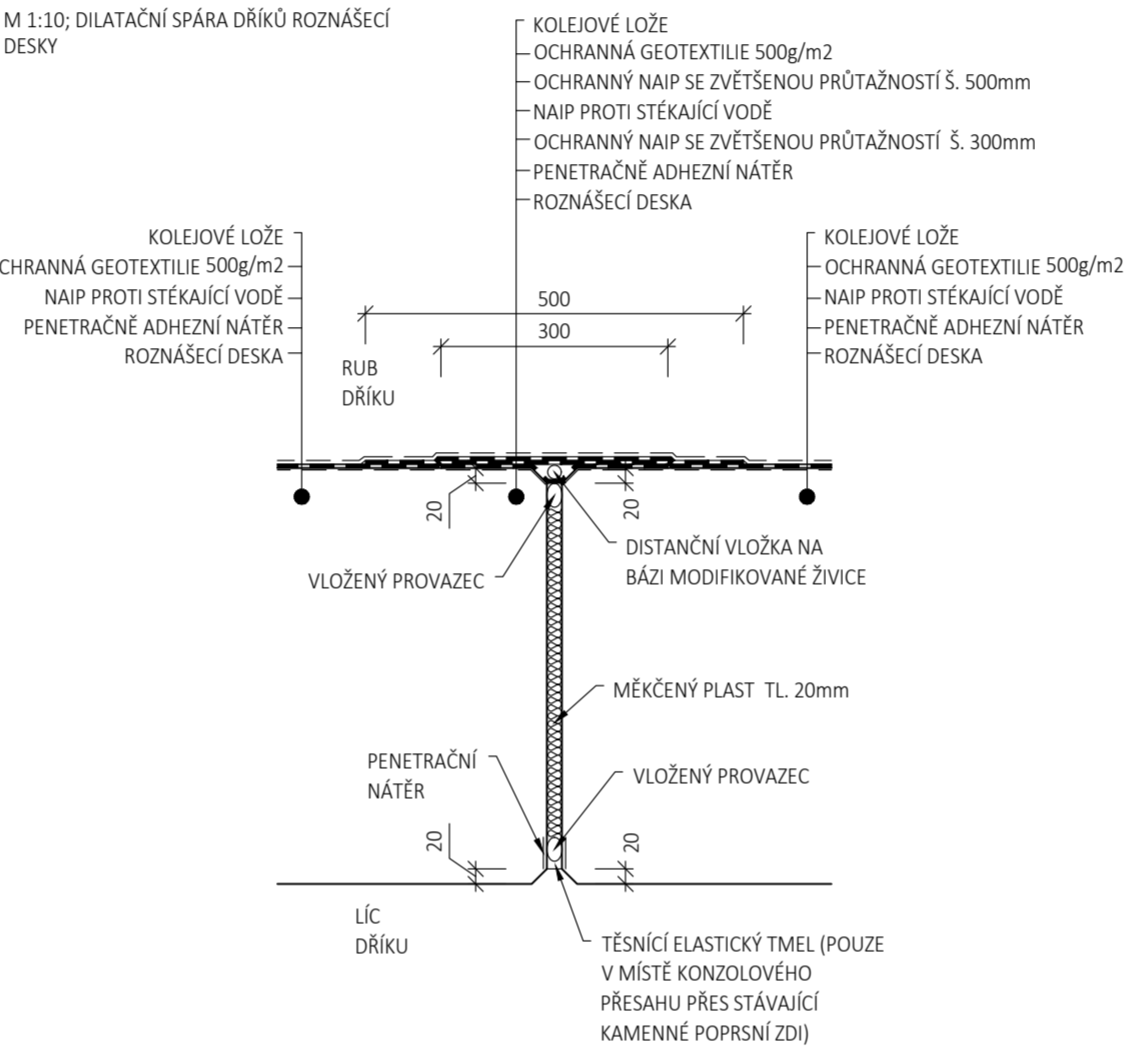 M 1:10; DILATAČNÍ SPÁRA DŘÍKŮ ROZNÁŠECÍ
DESKY
KOLEJOVÉ LOŽE
OCHRANNÁ GEOTEXTILIE 500g/m2
OCHRANNÝ NAIP SE ZVĚTŠENOU PRŮTAŽNOSTÍ Š. 500mm
NAIP PROTI STÉKAJÍCÍ VODĚ
OCHRANNÝ NAIP SE ZVĚTŠENOU PRŮTAŽNOSTÍ Š. 300mm
PENETRAČNĚ ADHEZNÍ NÁTĚR
ROZNÁŠECÍ DESKA
KOLEJOVÉ LOŽE
CHRANNÁ GEOTEXTILIE 500g/m2
NAIP PROTI STÉKAJÍCÍ VODĚ
PENETRAČNĚ ADHEZNÍ NÁTĚR
ROZNÁŠECÍ DESKA
KOLEJOVÉ LOŽE
OCHRANNÁ GEOTEXTILIE 500g/m2
NAIP PROTI STÉKAJÍCÍ VODĚ
PENETRAČNĚ ADHEZNÍ NÁTĚR
ROZNÁŠECÍ DESKA
500
300
RUB
DŘÍKU
20
20
VLOŽENÝ PROVAZEC
DISTANČNÍ VLOŽKA NA
BÁZI MODIFIKOVANÉ ŽIVICE
MĚKČENÝ PLAST TL. 20mm
PENETRAČNÍ
NÁTĚR
VLOŽENÝ PROVAZEC
20
20
LÍC
DŘÍKU
TĚSNÍCÍ ELASTICKÝ TMEL (POUZE
V MÍSTĚ KONZOLOVÉHO
PŘESAHU PŘES STÁVAJÍCÍ
KAMENNÉ POPRSNÍ ZDI)